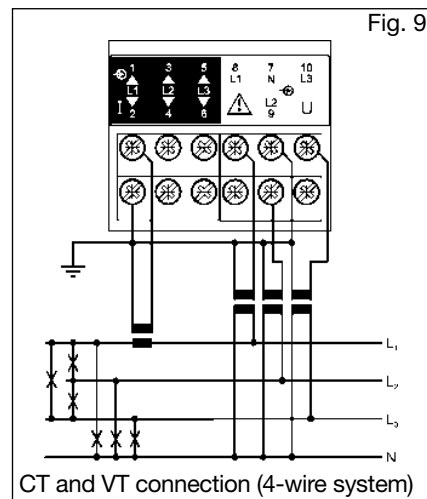 Fig. 9
1 3 5 8 7 10
L1 N L3
L1 L2 L3
I 2 4 6 L2 9 U
L₁
L₂
L₃
N
CT and VT connection (4-wire system)